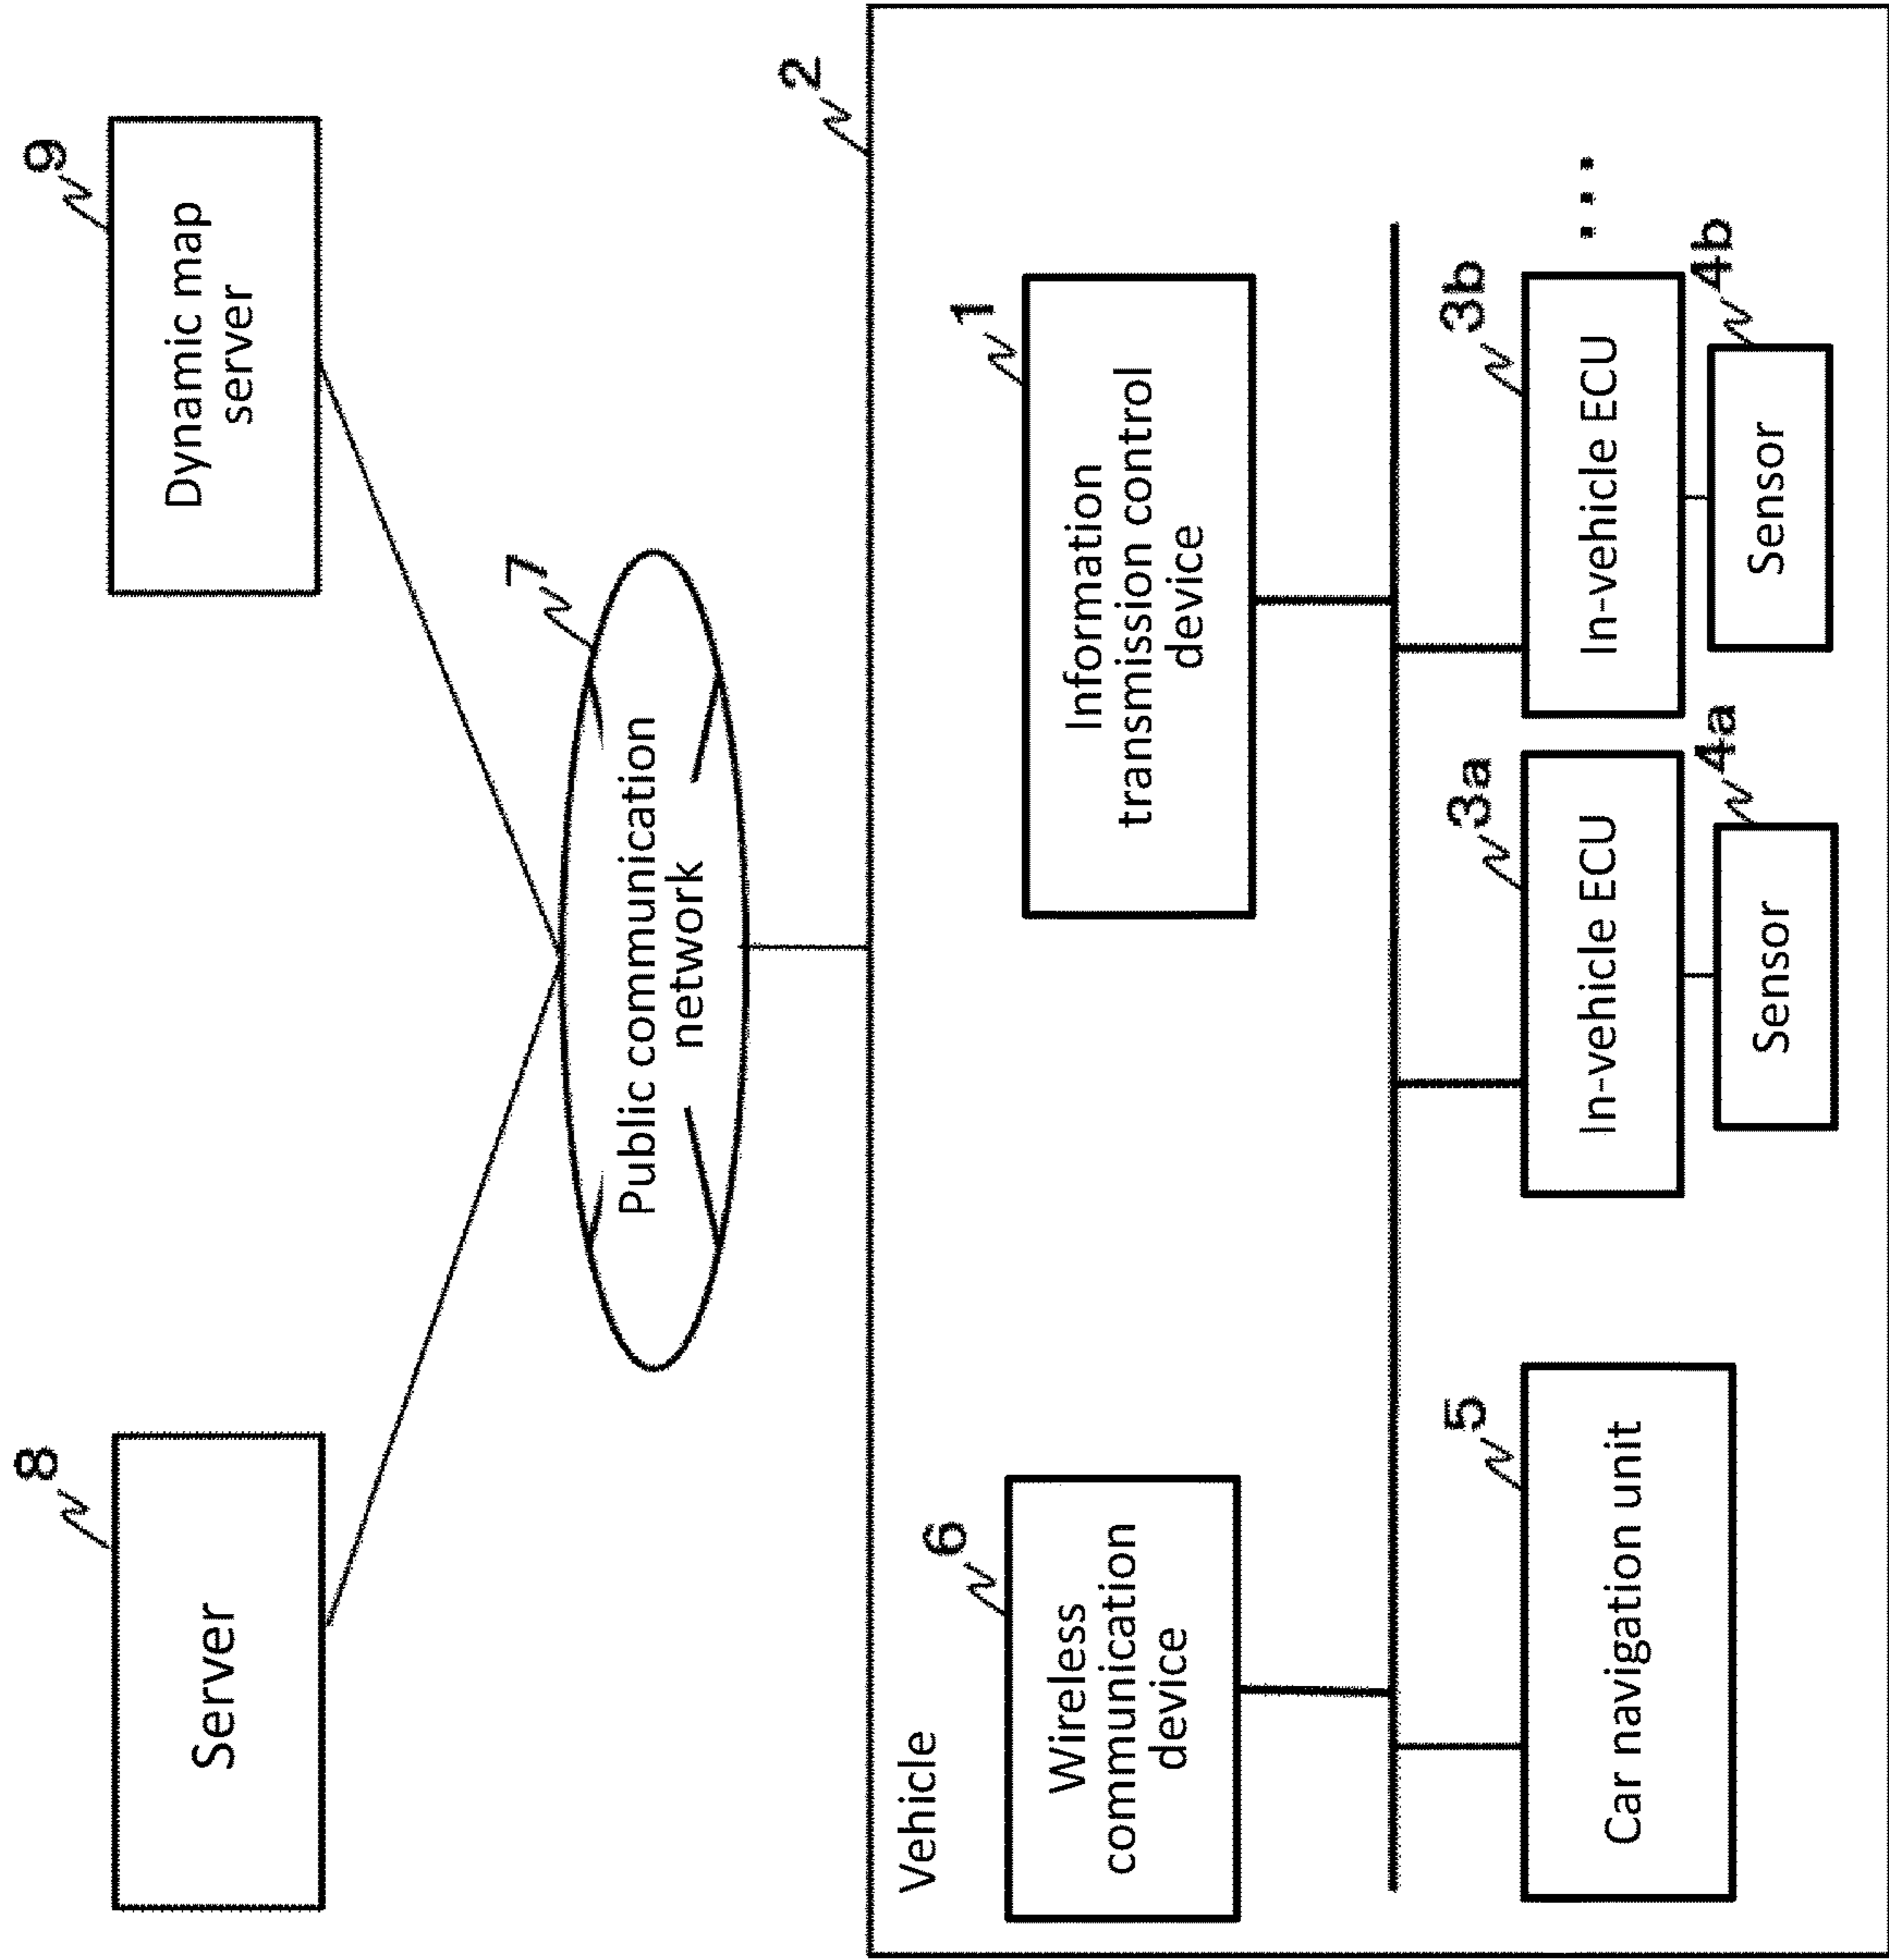 8
Server
9
Dynamic map
server
7
Public communication
network
2
Vehicle
6
Wireless
communication
device
1
Information
transmission control
device
5
Car navigation unit
3a
In-vehicle ECU
4a
Sensor
3b
In-vehicle ECU
4b
Sensor
...